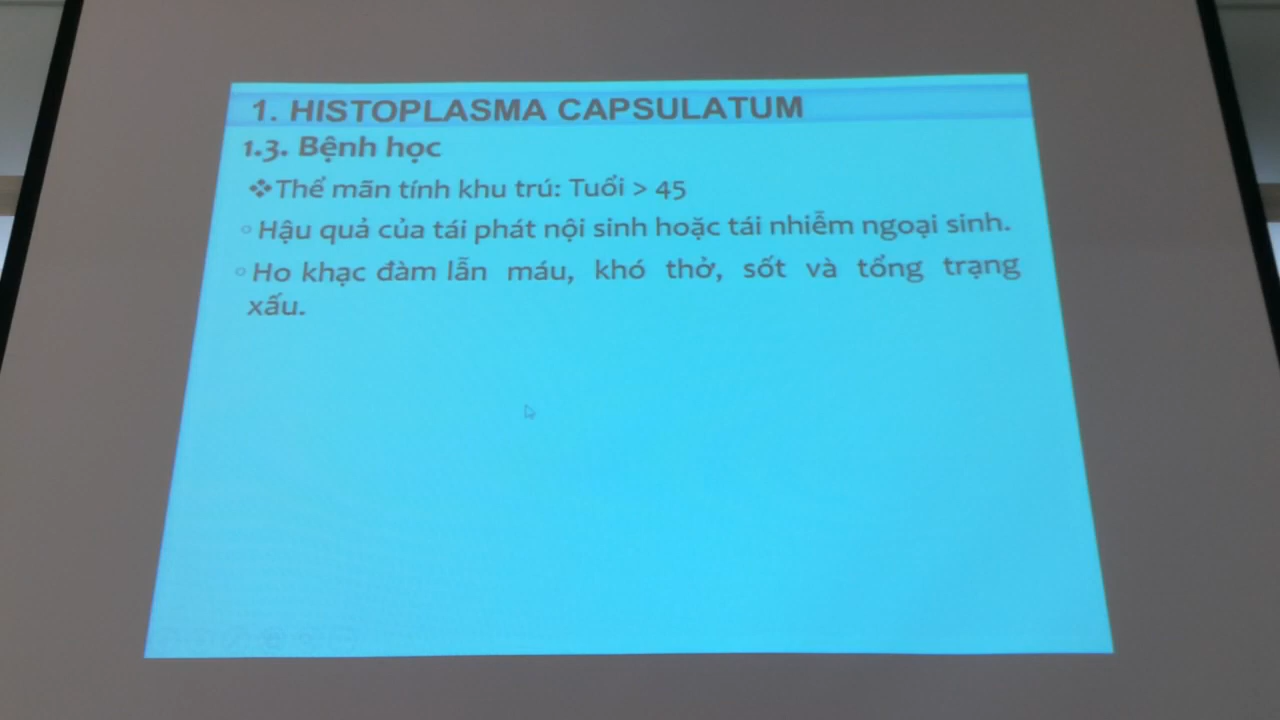 1. HISTOPLASMA CAPSULATUM
1.3. Bệnh học
❖Thể mãn tính khu trú: Tuổi > 45
◦ Hậu quả của tái phát nội sinh hoặc tái nhiễm ngoại sinh.
◦ Ho khạc đàm lẫn máu, khó thở, sốt và tổng trạng
xấu.